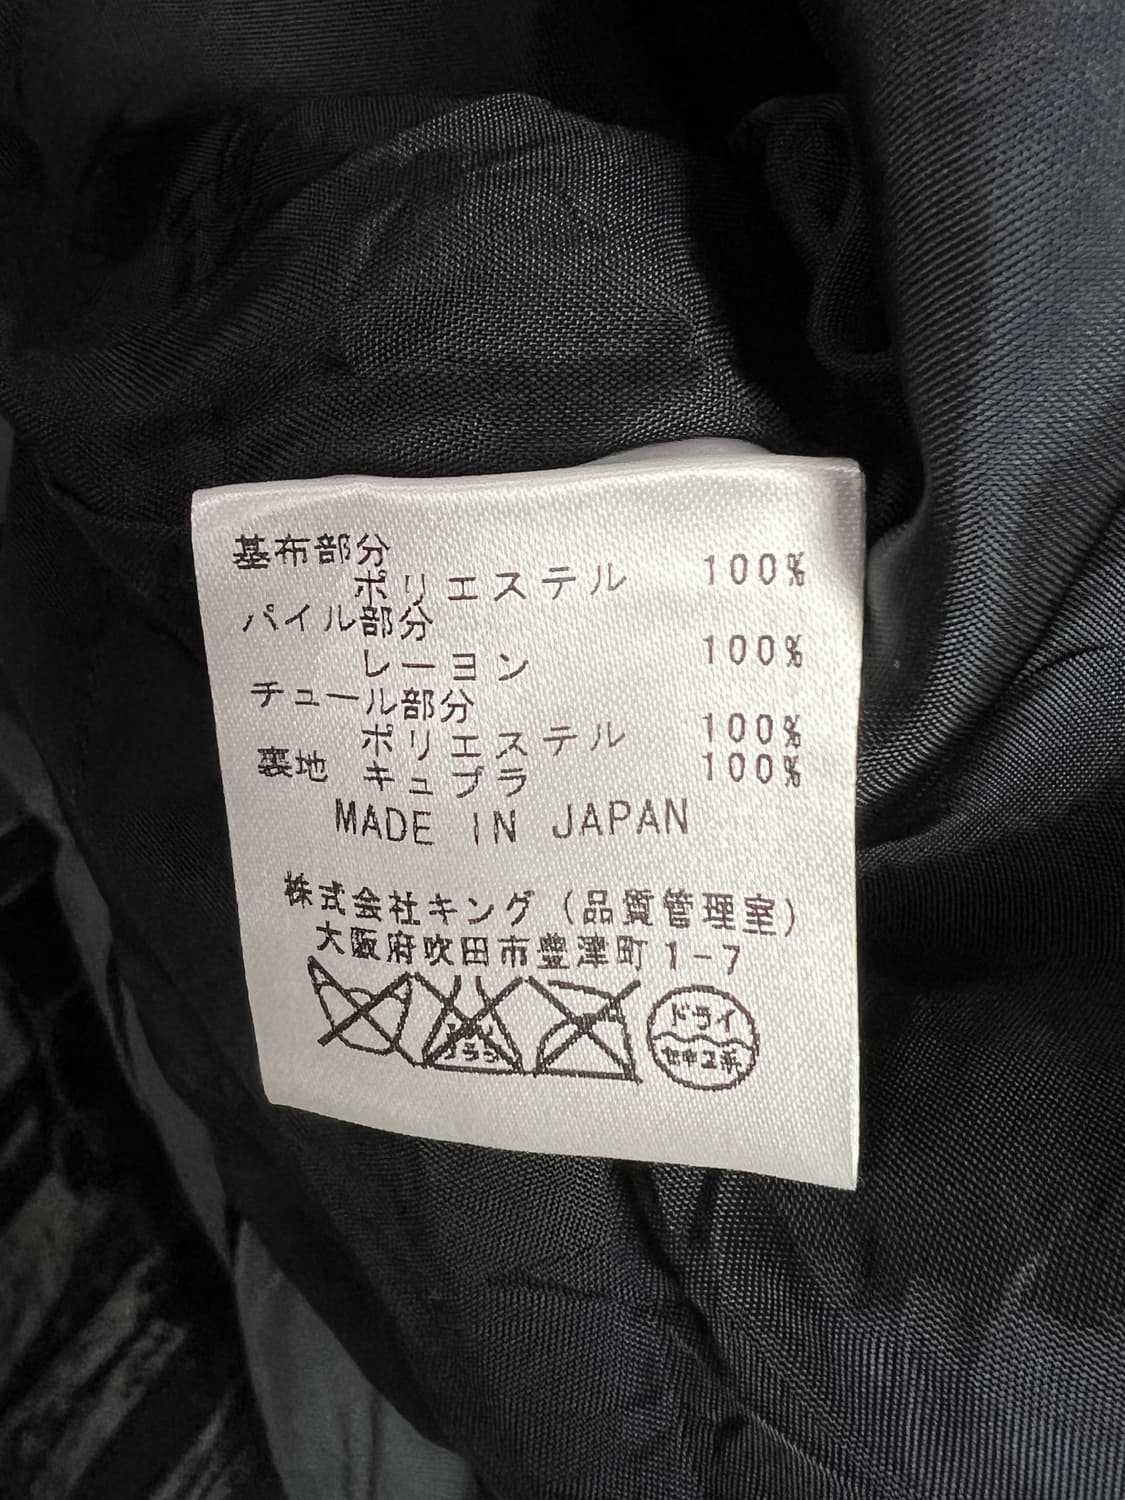 基布部分
ポリエステル 100%
パイル部分
レーヨン 100%
チュール部分
ポリエステル 100%
裏地 キュプラ 100%
MADE IN JAPAN
株式会社キング (品質管理室)
大阪府吹田市豊津町1-7
ドライ
セキユ系